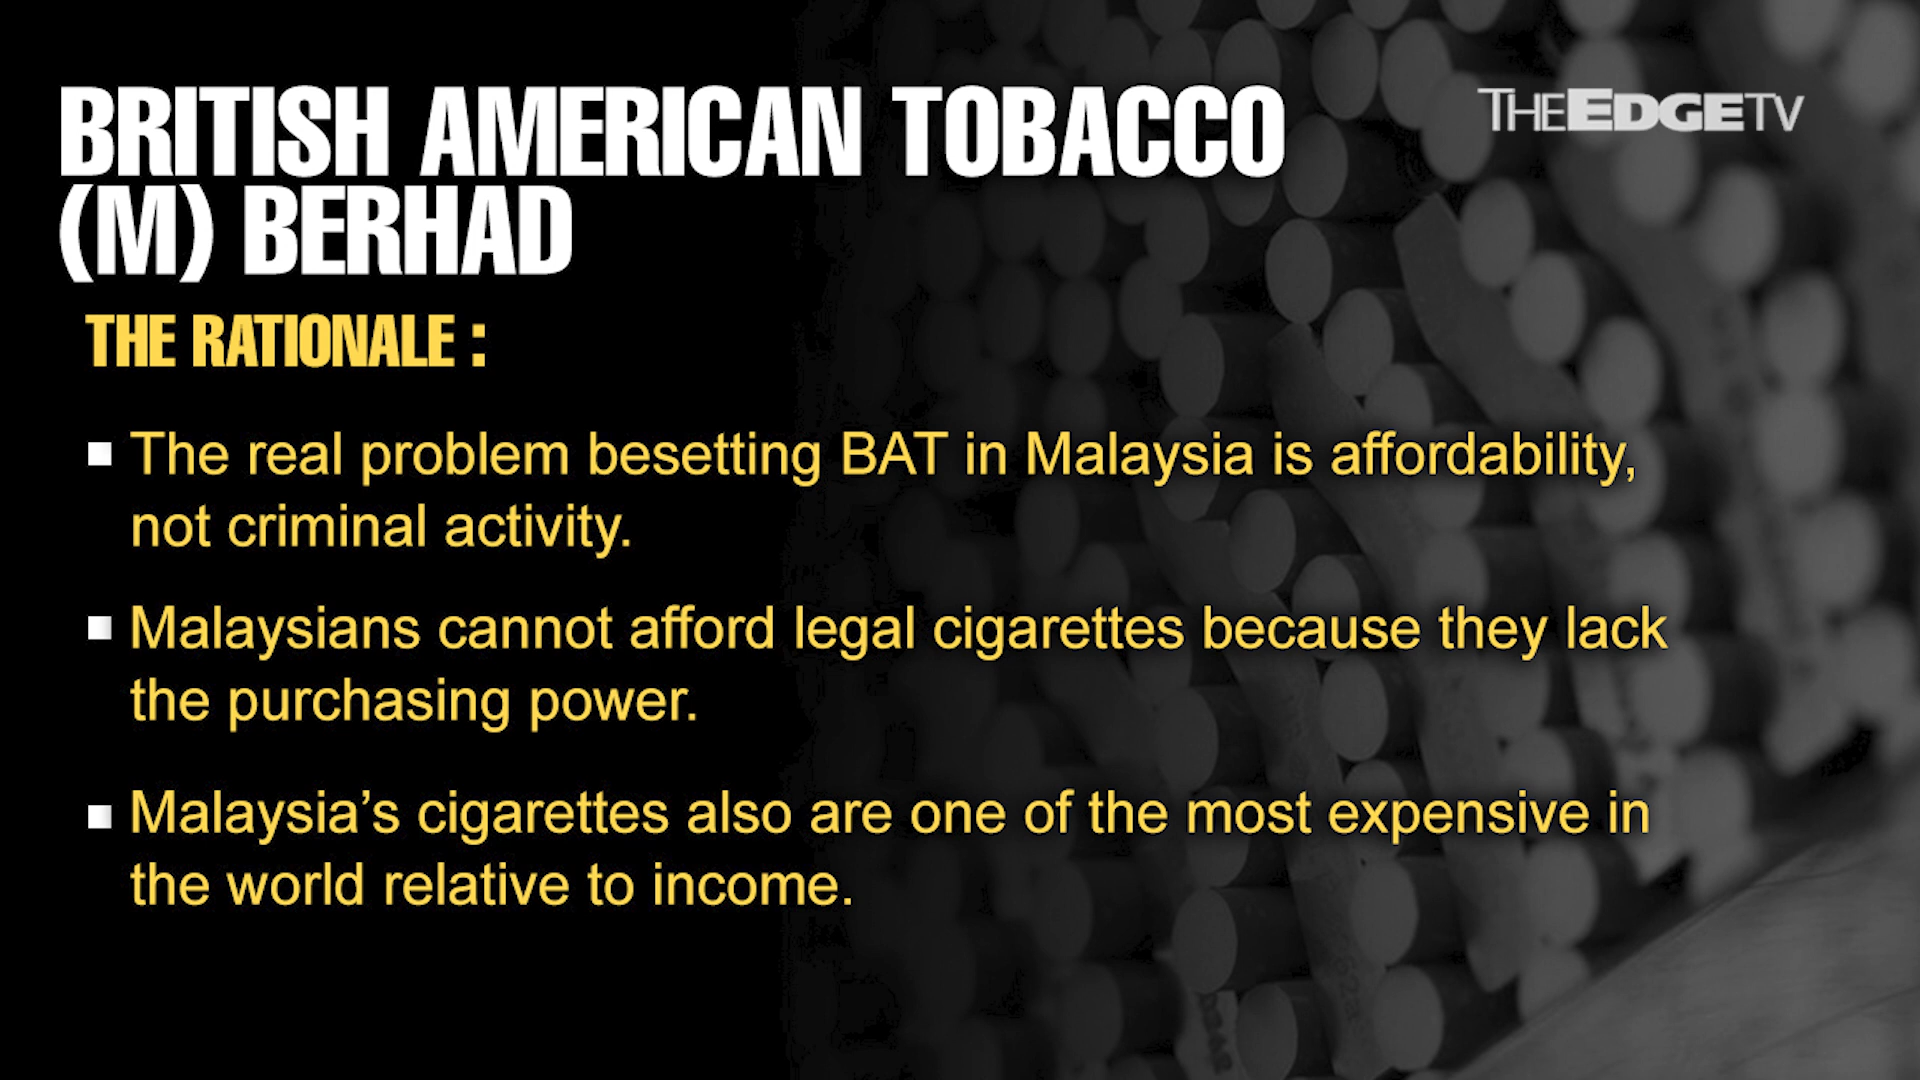 BRITISH AMERICAN TOBACCO
(M) BERHAD
THEEDGETV
THE RATIONALE :
The real problem besetting BAT in Malaysia is affordability,
not criminal activity.
Malaysians cannot afford legal cigarettes because they lack
the purchasing power.
Malaysia’s cigarettes also are one of the most expensive in
the world relative to income.